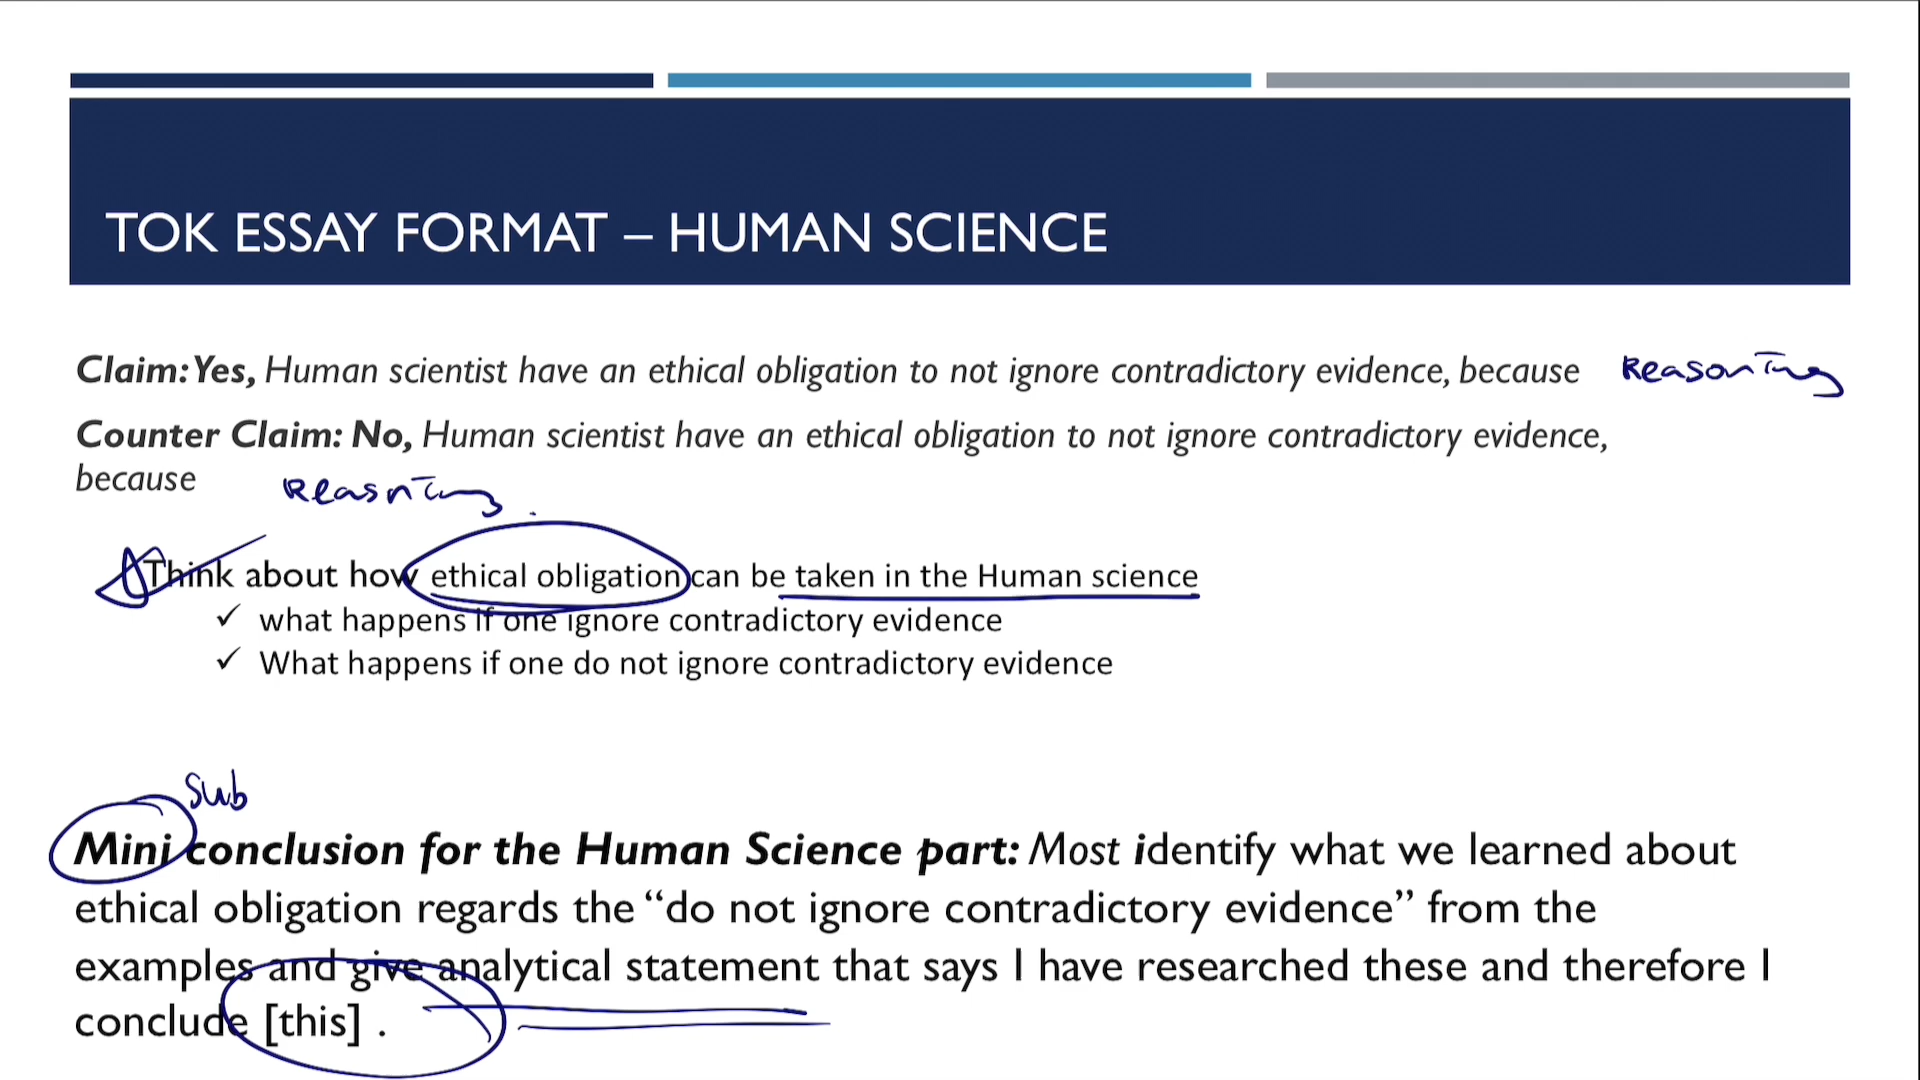 TOK ESSAY FORMAT – HUMAN SCIENCE
Claim: Yes, Human scientist have an ethical obligation to not ignore contradictory evidence, because Reasoning
Counter Claim: No, Human scientist have an ethical obligation to not ignore contradictory evidence,
because
Reasning
Think about how ethical obligation can be taken in the Human science
✓ what happens if one ignore contradictory evidence
✓ What happens if one do not ignore contradictory evidence
Sub
Mini conclusion for the Human Science part: Most identify what we learned about
ethical obligation regards the “do not ignore contradictory evidence” from the
examples and give analytical statement that says I have researched these and therefore I
conclude [this] .